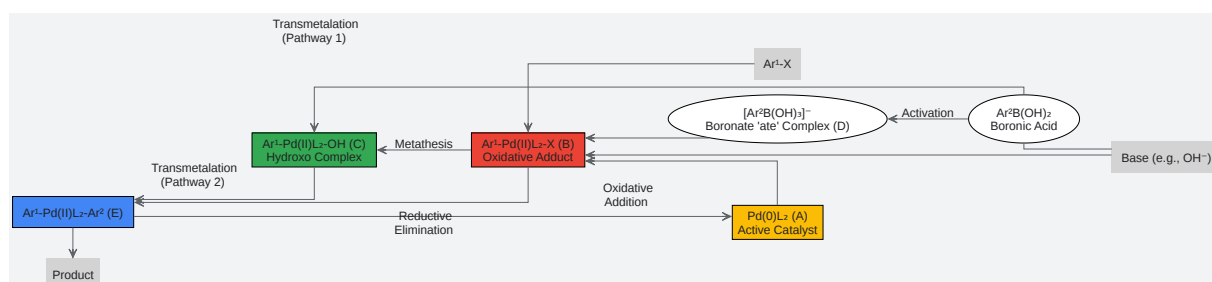 Transmetalation
(Pathway 1)
Ar¹-X
[Ar²B(OH)₃]⁻
Boronate 'ate' Complex (D)
Activation
Ar²B(OH)₂
Boronic Acid
Ar¹-Pd(II)L₂-OH (C)
Hydroxo Complex
Metathesis
Ar¹-Pd(II)L₂-X (B)
Oxidative Adduct
Base (e.g., OH⁻)
Transmetalation
(Pathway 2)
Oxidative
Addition
Ar¹-Pd(II)L₂-Ar² (E)
Reductive
Elimination
Pd(0)L₂ (A)
Active Catalyst
Product